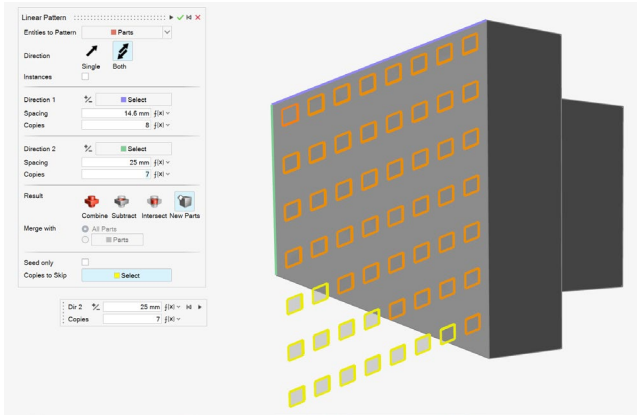 Linear Pattern
Entities to Pattern Parts
Direction
Single Both
Instances
Direction 1 Select
Spacing 14.6 mm f(x)
Copies 8 f(x)
Direction 2 Select
Spacing 25 mm f(x)
Copies 7 f(x)
Result
Combine Subtract Intersect New Parts
Merge with All Parts
Parts
Seed only
Copies to Skip Select
Dir 2 25 mm f(x)
Copies 7 f(x)